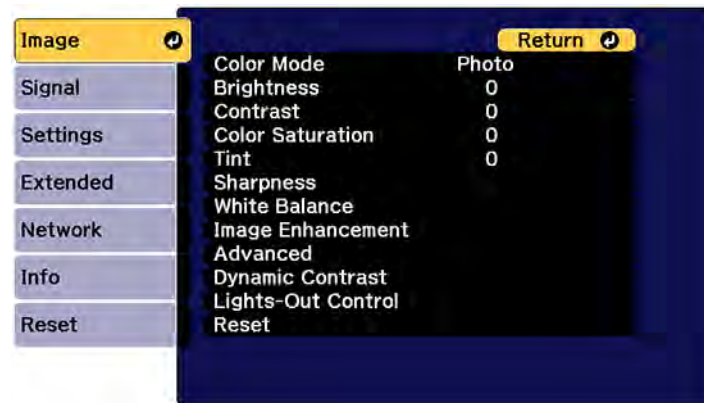 Image
Signal
Settings
Extended
Network
Info
Reset
Return
Color Mode Photo
Brightness 0
Contrast 0
Color Saturation 0
Tint 0
Sharpness
White Balance
Image Enhancement
Advanced
Dynamic Contrast
Lights-Out Control
Reset